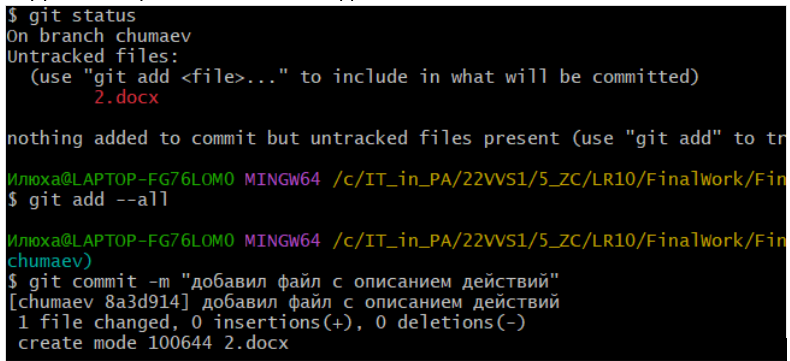 $ git status
On branch chumaev
Untracked files:
  (use "git add <file>..." to include in what will be committed)
        2.docx

nothing added to commit but untracked files present (use "git add" to tr

Илюха@LAPTOP-FG76LOM0 MINGW64 /c/IT_in_PA/22VVS1/5_ZC/LR10/FinalWork/Fin
$ git add --all

Илюха@LAPTOP-FG76LOM0 MINGW64 /c/IT_in_PA/22VVS1/5_ZC/LR10/FinalWork/Fin
chumaev)
$ git commit -m "добавил файл с описанием действий"
[chumaev 8a3d914] добавил файл с описанием действий
 1 file changed, 0 insertions(+), 0 deletions(-)
 create mode 100644 2.docx